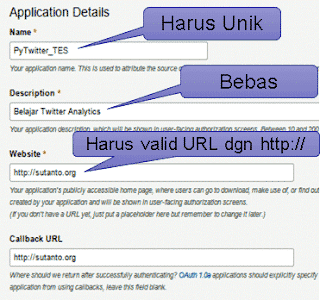 Application Details
Harus Unik
Name *
PyTwitter_TES
Your application name. This is used to attribute the source
Bebas
Description *
Belajar Twitter Analytics
Your application description, which will be shown in user-facing authorization screens. Between 10 and 200
Harus valid URL dgn http://
Website *
http://sutanto.org
Your application's publicly accessible home page, where users can go to download, make use of, or find out
created by your application and will be shown in user-facing authorization screens.
(If you don't have a URL yet, just put a placeholder here but remember to change it later.)
Callback URL
http://sutanto.org
Where should we return after successfully authenticating? OAuth 1.0a applications should explicitly specify
application from using callbacks, leave this field blank.